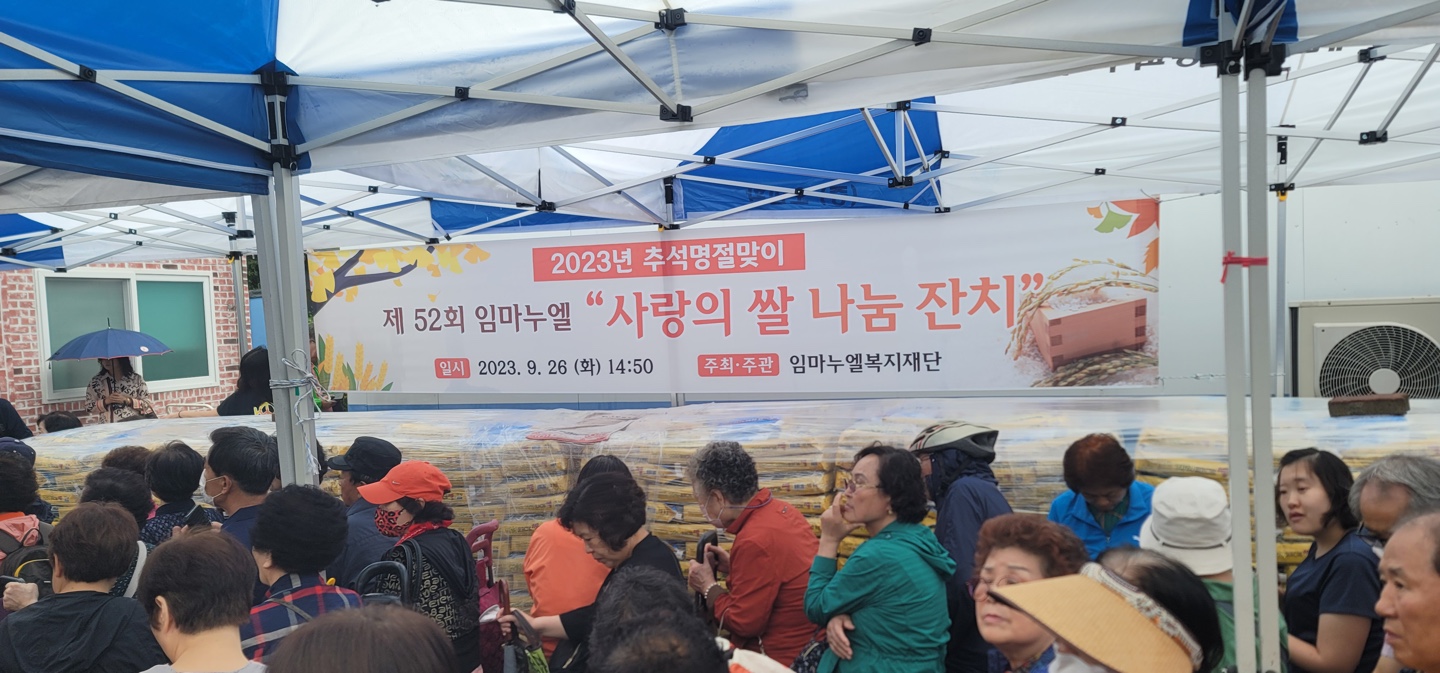 2023년 추석명절맞이
제 52회 임마누엘 “사랑의 쌀 나눔 잔치”
일시 2023. 9. 26 (화) 14:50 주최·주관 임마누엘복지재단